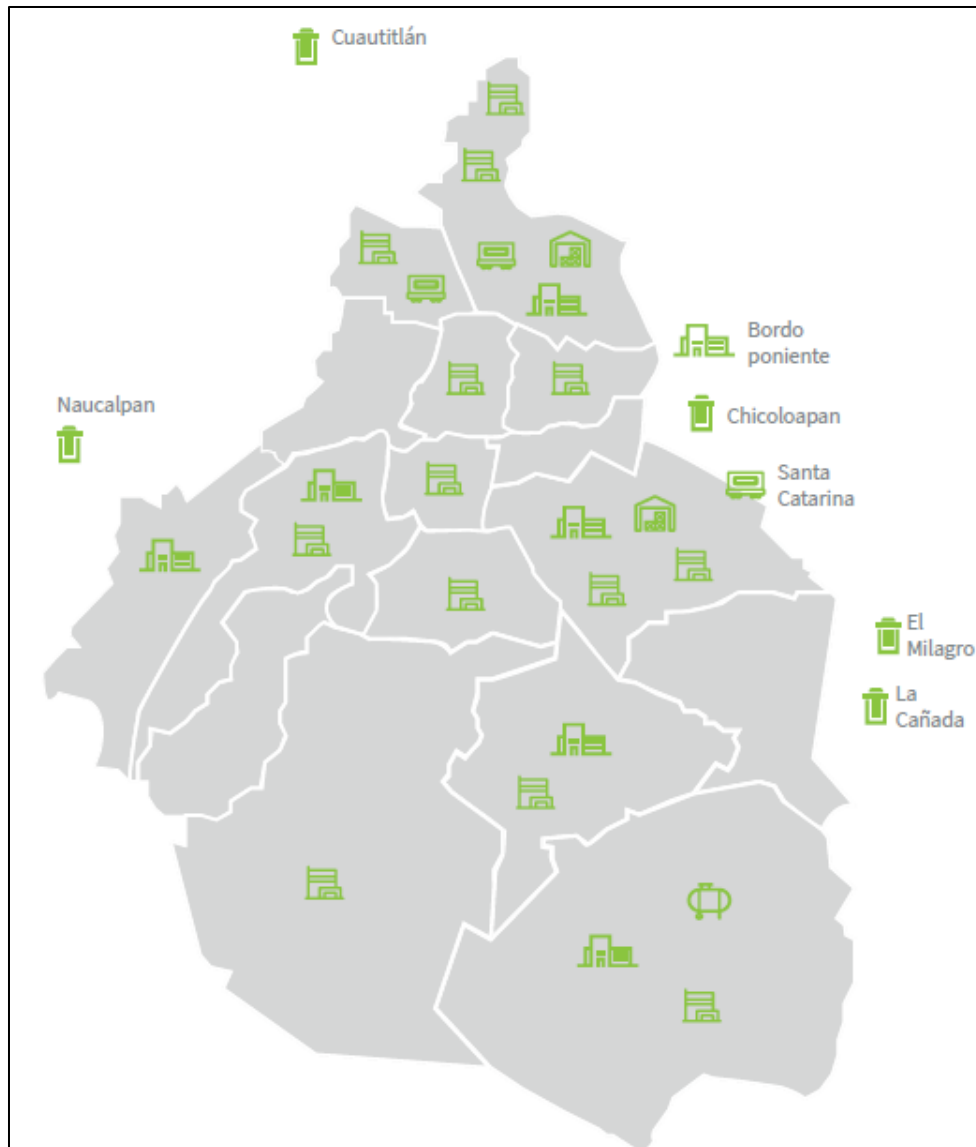 Cuautitlán
Bordo
poniente
Naucalpan
Chicoloapan
Santa
Catarina
El
Milagro
La
Cañada